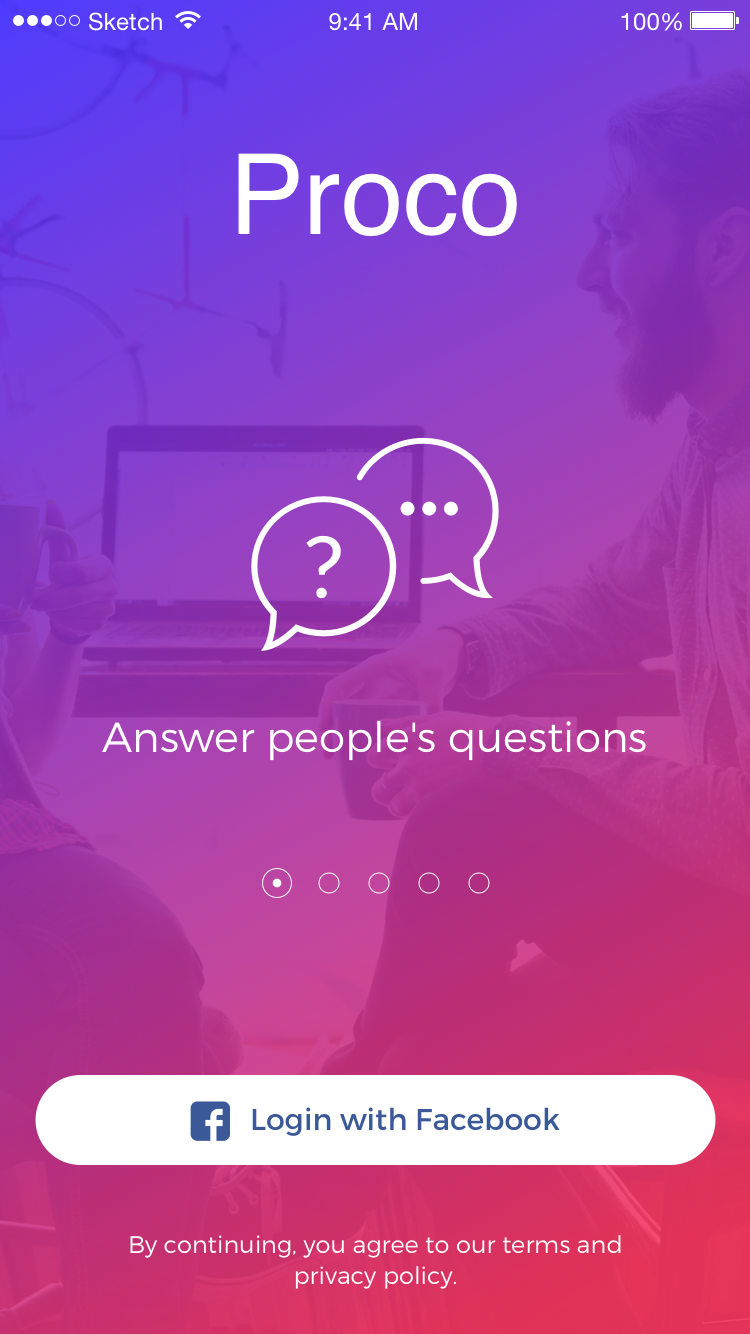 Sketch 9:41 AM 100%
Proco
?
Answer people's questions
Login with Facebook
By continuing, you agree to our terms and
privacy policy.